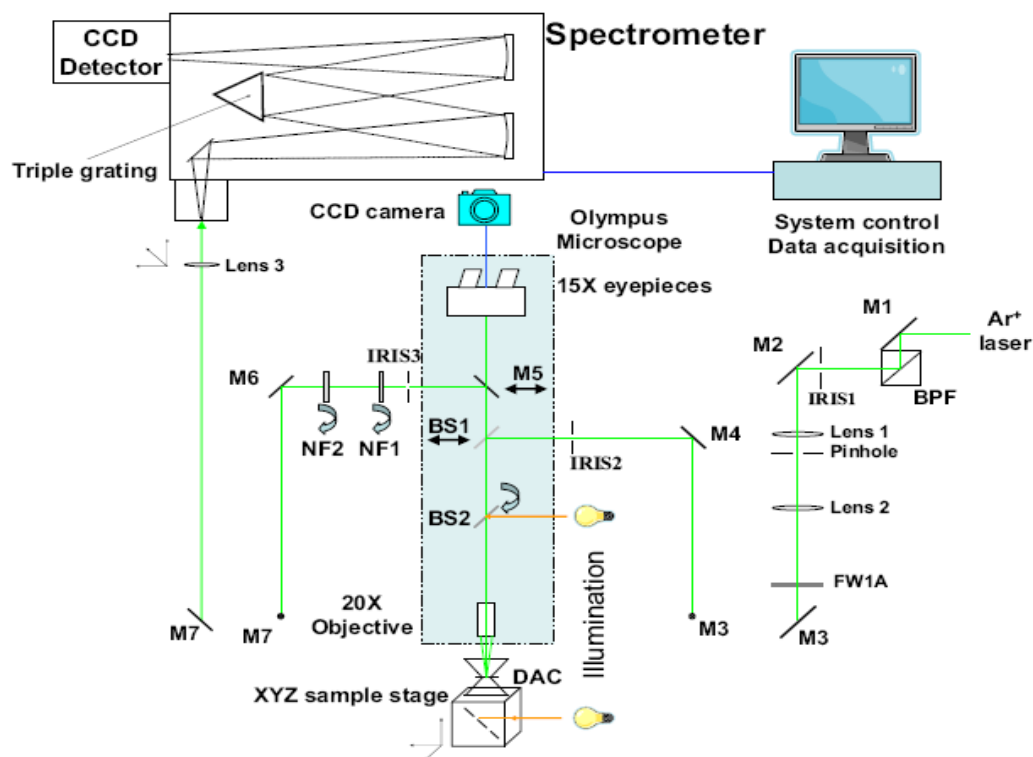 CCD
Detector
Spectrometer
Triple grating
CCD camera
Olympus
Microscope
System control
Data acquisition
Lens 3
15X eyepieces
M1
Ar⁺
laser
M2
IRIS3
M6
M5
IRIS1
BPF
NF2
NF1
BS1
M4
Lens 1
Pinhole
IRIS2
BS2
Lens 2
Illumination
FW1A
20X
Objective
M7
M7
M3
M3
DAC
XYZ sample stage